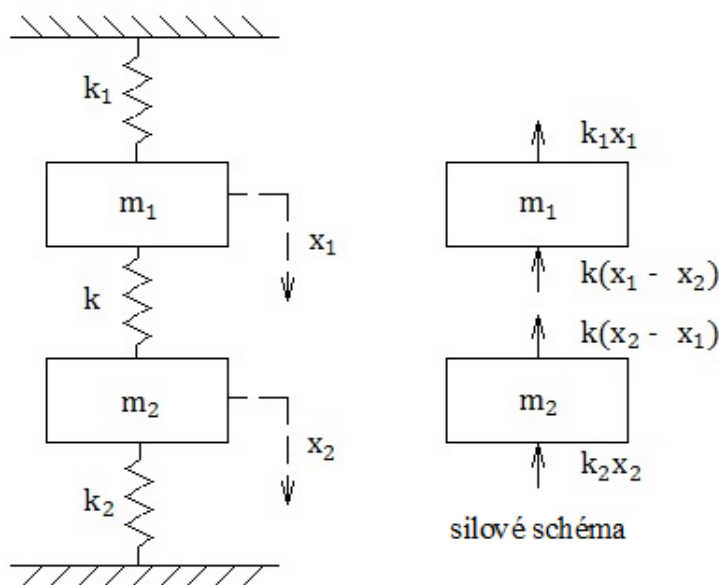 k₁
m₁
x₁
k
m₂
x₂
k₂
k₁x₁
m₁
k(x₁ - x₂)
k(x₂ - x₁)
m₂
k₂x₂
silové schéma